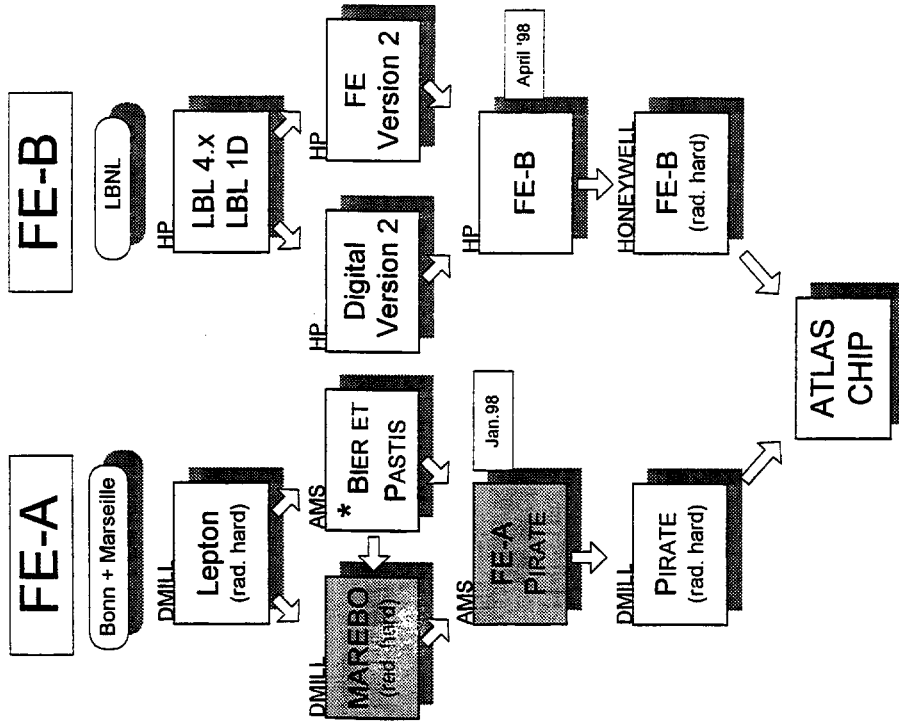 FE-A
Bonn + Marseille
DMILL
Lepton
(rad. hard)
DMILL
MAREBO
(rad. hard)
AMS
* BIER ET
PASTIS
Jan.98
AMS
FE-A
PIRATE
DMILL
PIRATE
(rad. hard)
FE-B
LBNL
HP
LBL 4.x
LBL 1D
HP
Digital
Version 2
HP
FE
Version 2
April '98
HP
FE-B
HONEYWELL
FE-B
(rad. hard)
ATLAS
CHIP